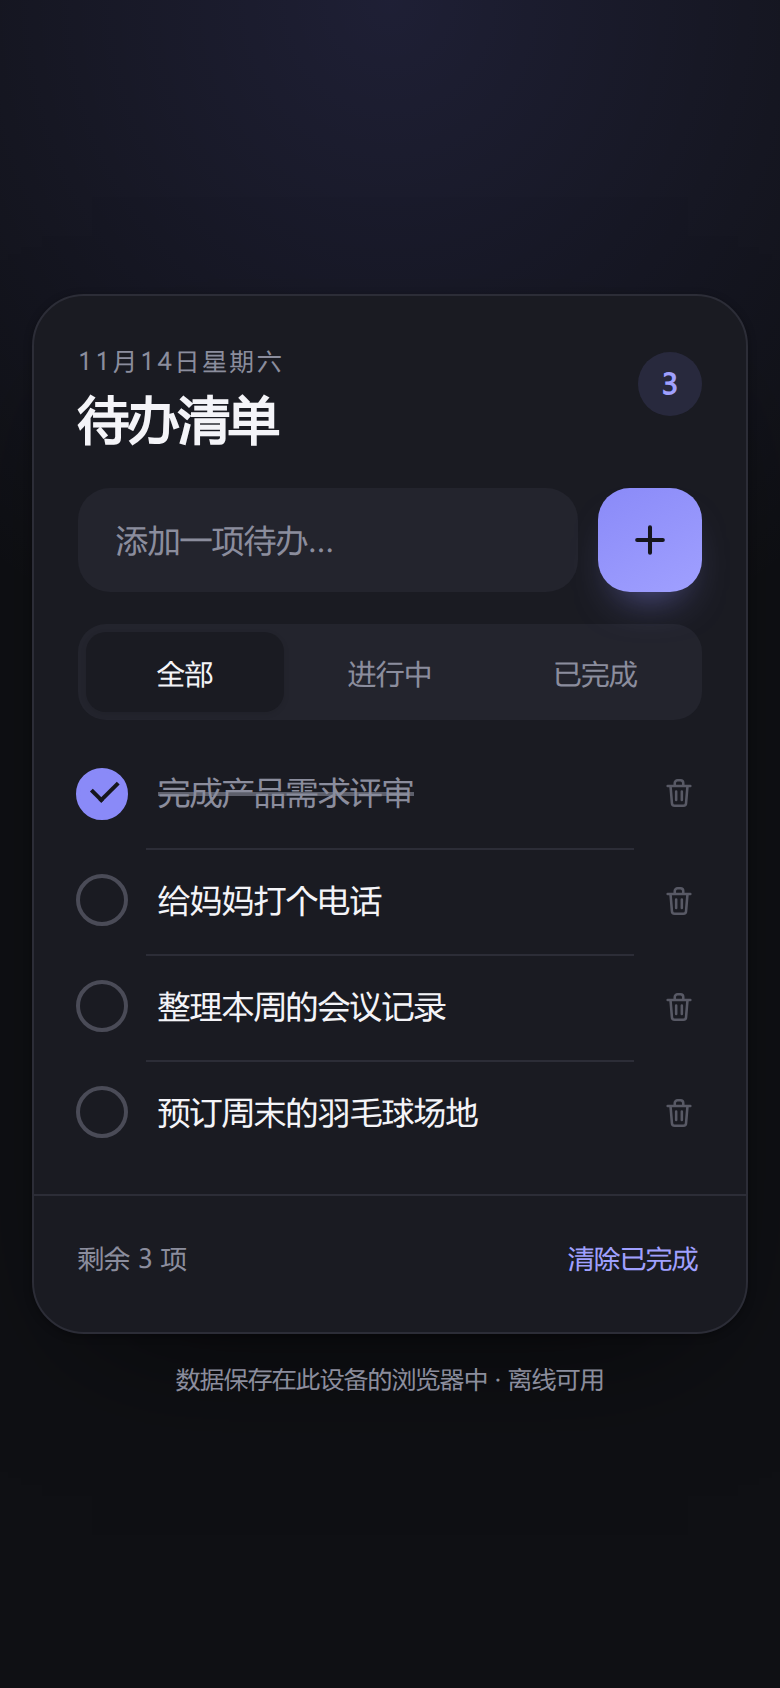 11月14日星期六
待办清单
3
添加一项待办...
全部
进行中
已完成
完成产品需求评审
给妈妈打个电话
整理本周的会议记录
预订周末的羽毛球场地
剩余 3 项
清除已完成
数据保存在此设备的浏览器中 · 离线可用